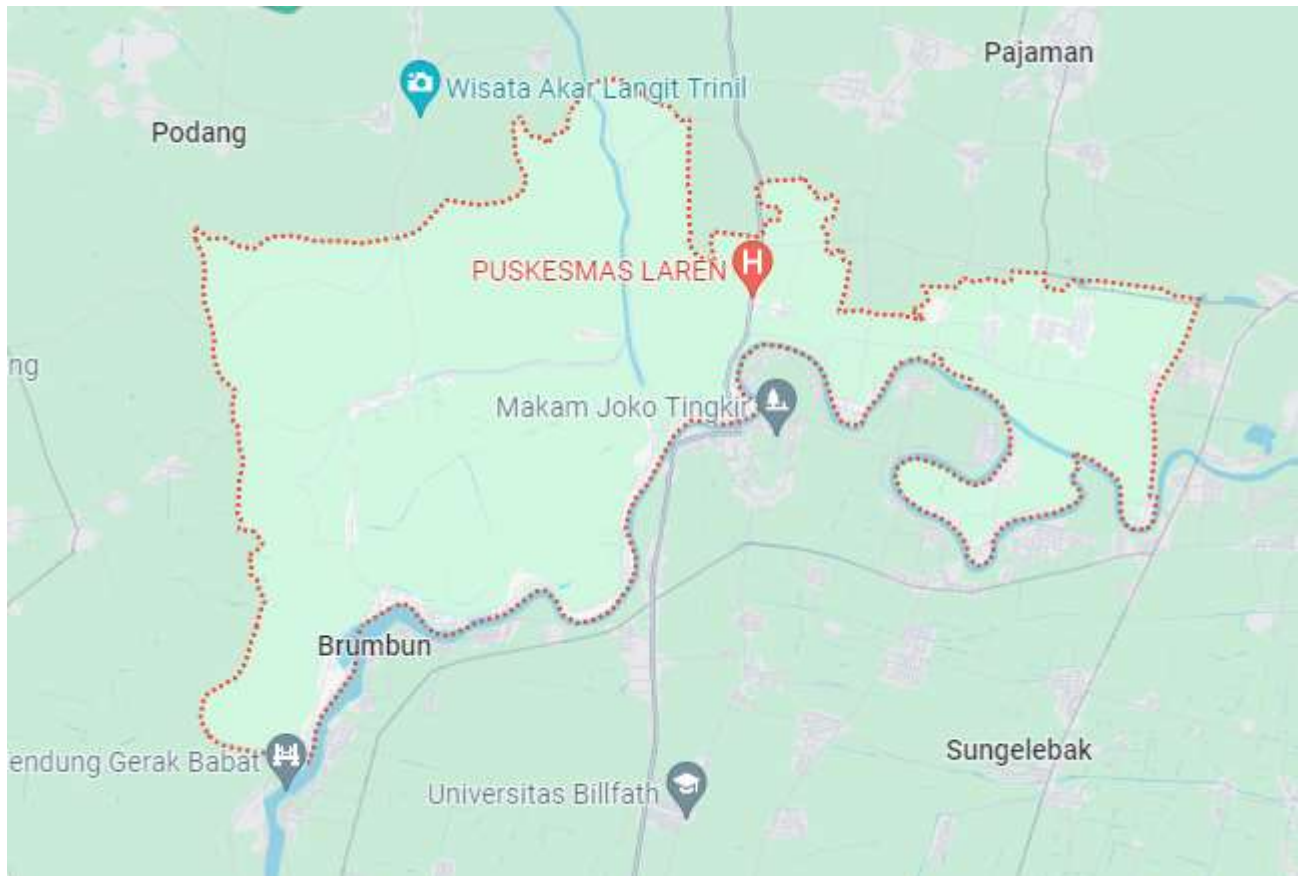 Pajaman
Wisata Akar Langit Trinil
Podang
PUSKESMAS LAREN
H
ng
Makam Joko Tingkir
Brumbun
endung Gerak Babat
Sungelebak
Universitas Billfath